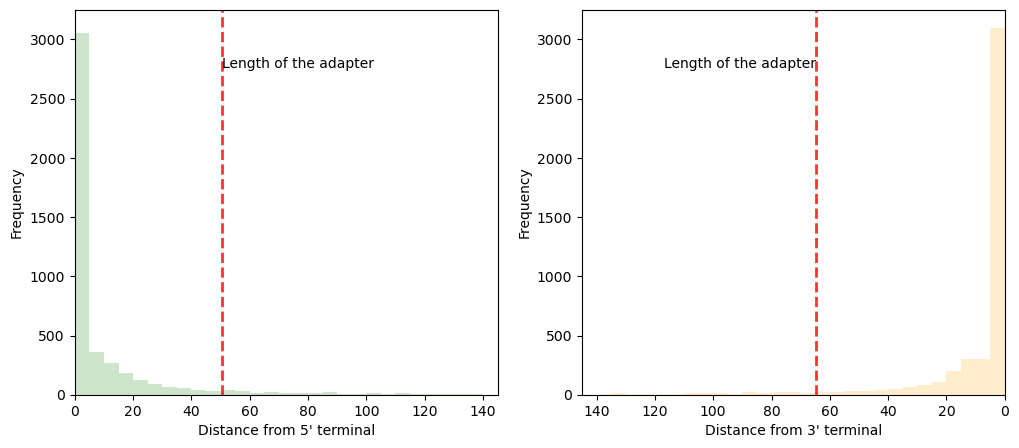 3000
2500
2000
1500
1000
500
0
Frequency
Length of the adapter
0 20 40 60 80 100 120 140
Distance from 5' terminal
3000
2500
2000
1500
1000
500
0
Frequency
Length of the adapter
140 120 100 80 60 40 20 0
Distance from 3' terminal